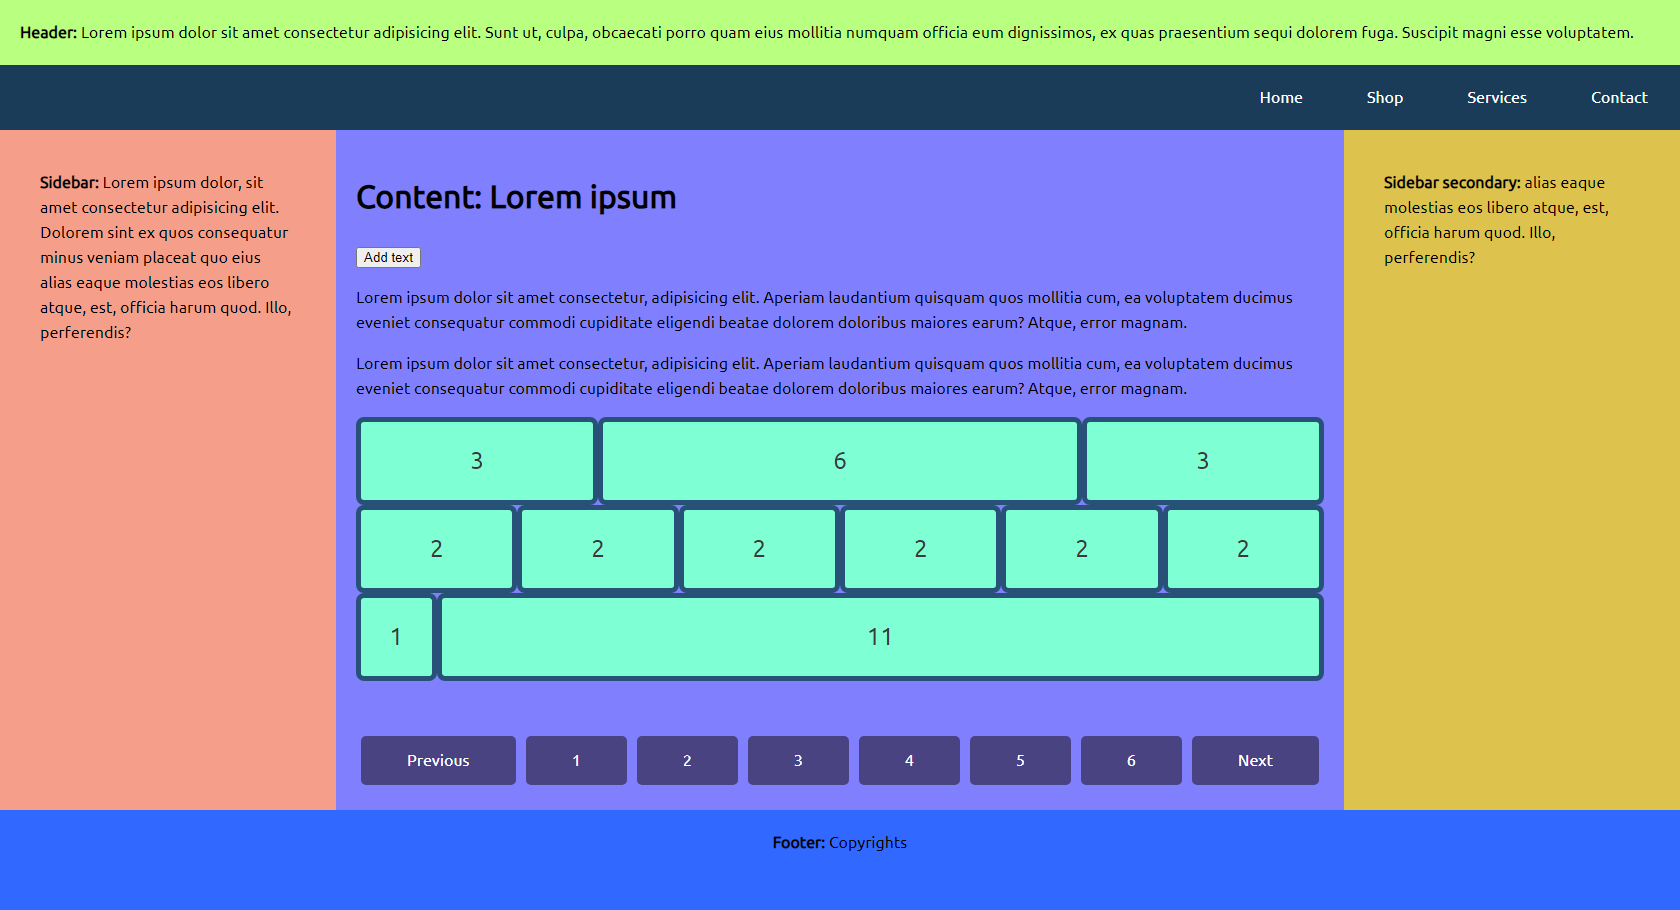 Header: Lorem ipsum dolor sit amet consectetur adipisicing elit. Sunt ut, culpa, obcaecati porro quam eius mollitia numquam officia eum dignissimos, ex quas praesentium sequi dolorem fuga. Suscipit magni esse voluptatem.
Home Shop Services Contact
Sidebar: Lorem ipsum dolor, sit
amet consectetur adipisicing elit.
Dolorem sint ex quos consequatur
minus veniam placeat quo eius
alias eaque molestias eos libero
atque, est, officia harum quod. Illo,
perferendis?
Content: Lorem ipsum
Add text
Lorem ipsum dolor sit amet consectetur, adipisicing elit. Aperiam laudantium quisquam quos mollitia cum, ea voluptatem ducimus
eveniet consequatur commodi cupiditate eligendi beatae dolorem doloribus maiores earum? Atque, error magnam.
Lorem ipsum dolor sit amet consectetur, adipisicing elit. Aperiam laudantium quisquam quos mollitia cum, ea voluptatem ducimus
eveniet consequatur commodi cupiditate eligendi beatae dolorem doloribus maiores earum? Atque, error magnam.
3 6 3
2 2 2 2 2 2
1 11
Previous 1 2 3 4 5 6 Next
Sidebar secondary: alias eaque
molestias eos libero atque, est,
officia harum quod. Illo,
perferendis?
Footer: Copyrights